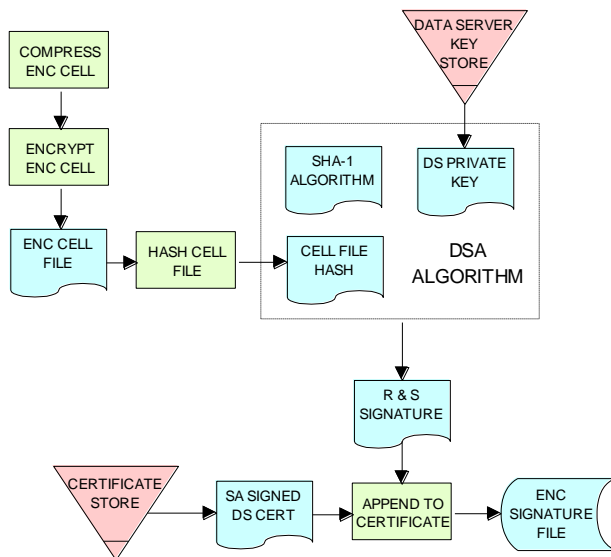 COMPRESS
ENC CELL
DATA SERVER
KEY
STORE
ENCRYPT
ENC CELL
SHA-1
ALGORITHM
DS PRIVATE
KEY
ENC CELL
FILE
HASH CELL
FILE
CELL FILE
HASH
DSA
ALGORITHM
R & S
SIGNATURE
CERTIFICATE
STORE
SA SIGNED
DS CERT
APPEND TO
CERTIFICATE
ENC
SIGNATURE
FILE